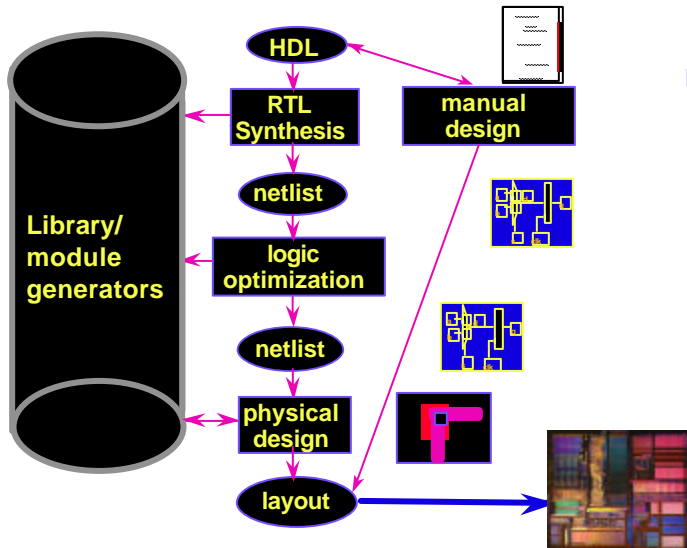 HDL
RTL
Synthesis
manual
design
netlist
Library/
module
generators
logic
optimization
netlist
physical
design
layout